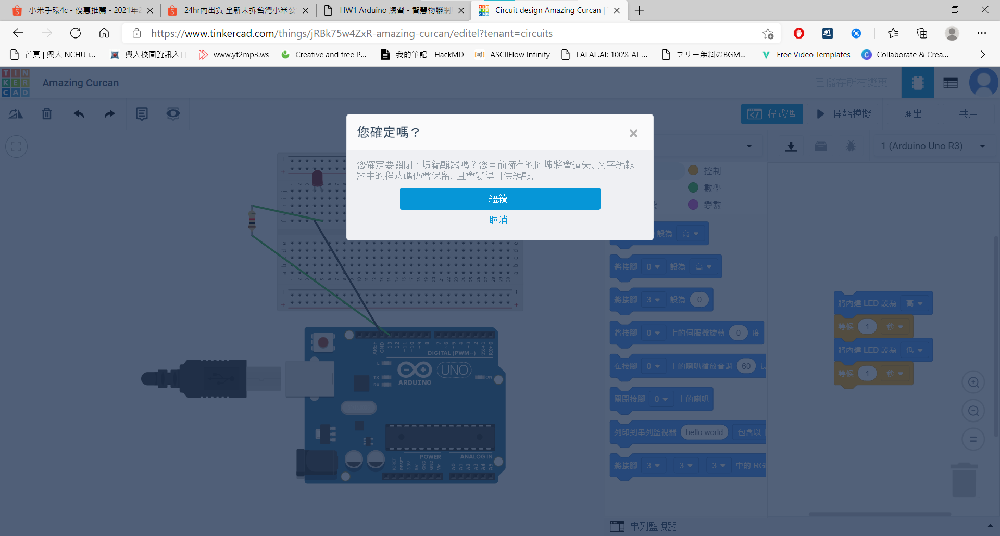 小米手環4c - 優惠推薦 - 2021年2
24hr內出貨 全新未拆台灣小米公
HW1 Arduino 練習 - 智慧物聯網
Circuit design Amazing Curcan |
https://www.tinkercad.com/things/jRBk75w4ZxR-amazing-curcan/editel?tenant=circuits
首頁 | 興大 NCHU i...
興大校園資訊入口
www.yt2mp3.ws
Creative and free P...
我的筆記 - HackMD
ASCIIFlow Infinity
LALAL.AI: 100% AI-...
フリー無料のBGM...
Free Video Templates
Collaborate & Crea...
TIN
KER
CAD
Amazing Curcan
已儲存所有變更
程式碼
開始模擬
匯出
共用
1 (Arduino Uno R3)
您確定嗎？
您確定要關閉圖塊編輯器嗎？您目前擁有的圖塊將會遺失。文字編輯
器中的程式碼仍會保留，且會變得可供編輯。
繼續
取消
控制
數學
變數
設為 高
將接腳 0 設為 高
將接腳 3 設為 0
將接腳 0 上的伺服機旋轉 0 度
在接腳 0 上的喇叭播放音調 60 長
關閉接腳 0 上的喇叭
列印到串列監視器 hello world 包含以下
將接腳 3 3 3 中的 RG
將內建 LED 設為 高
等候 1 秒
將內建 LED 設為 低
等候 1 秒
AREF
GND
13
12
~11
~10
~9
8
7
~6
~5
4
~3
2
TX→1
RX←0
DIGITAL (PWM~)
L
TX
RX
UNO
ON
ARDUINO
POWER
ANALOG IN
IOREF
RESET
3.3V
5V
GND
GND
Vin
A0
A1
A2
A3
A4
A5
串列監視器